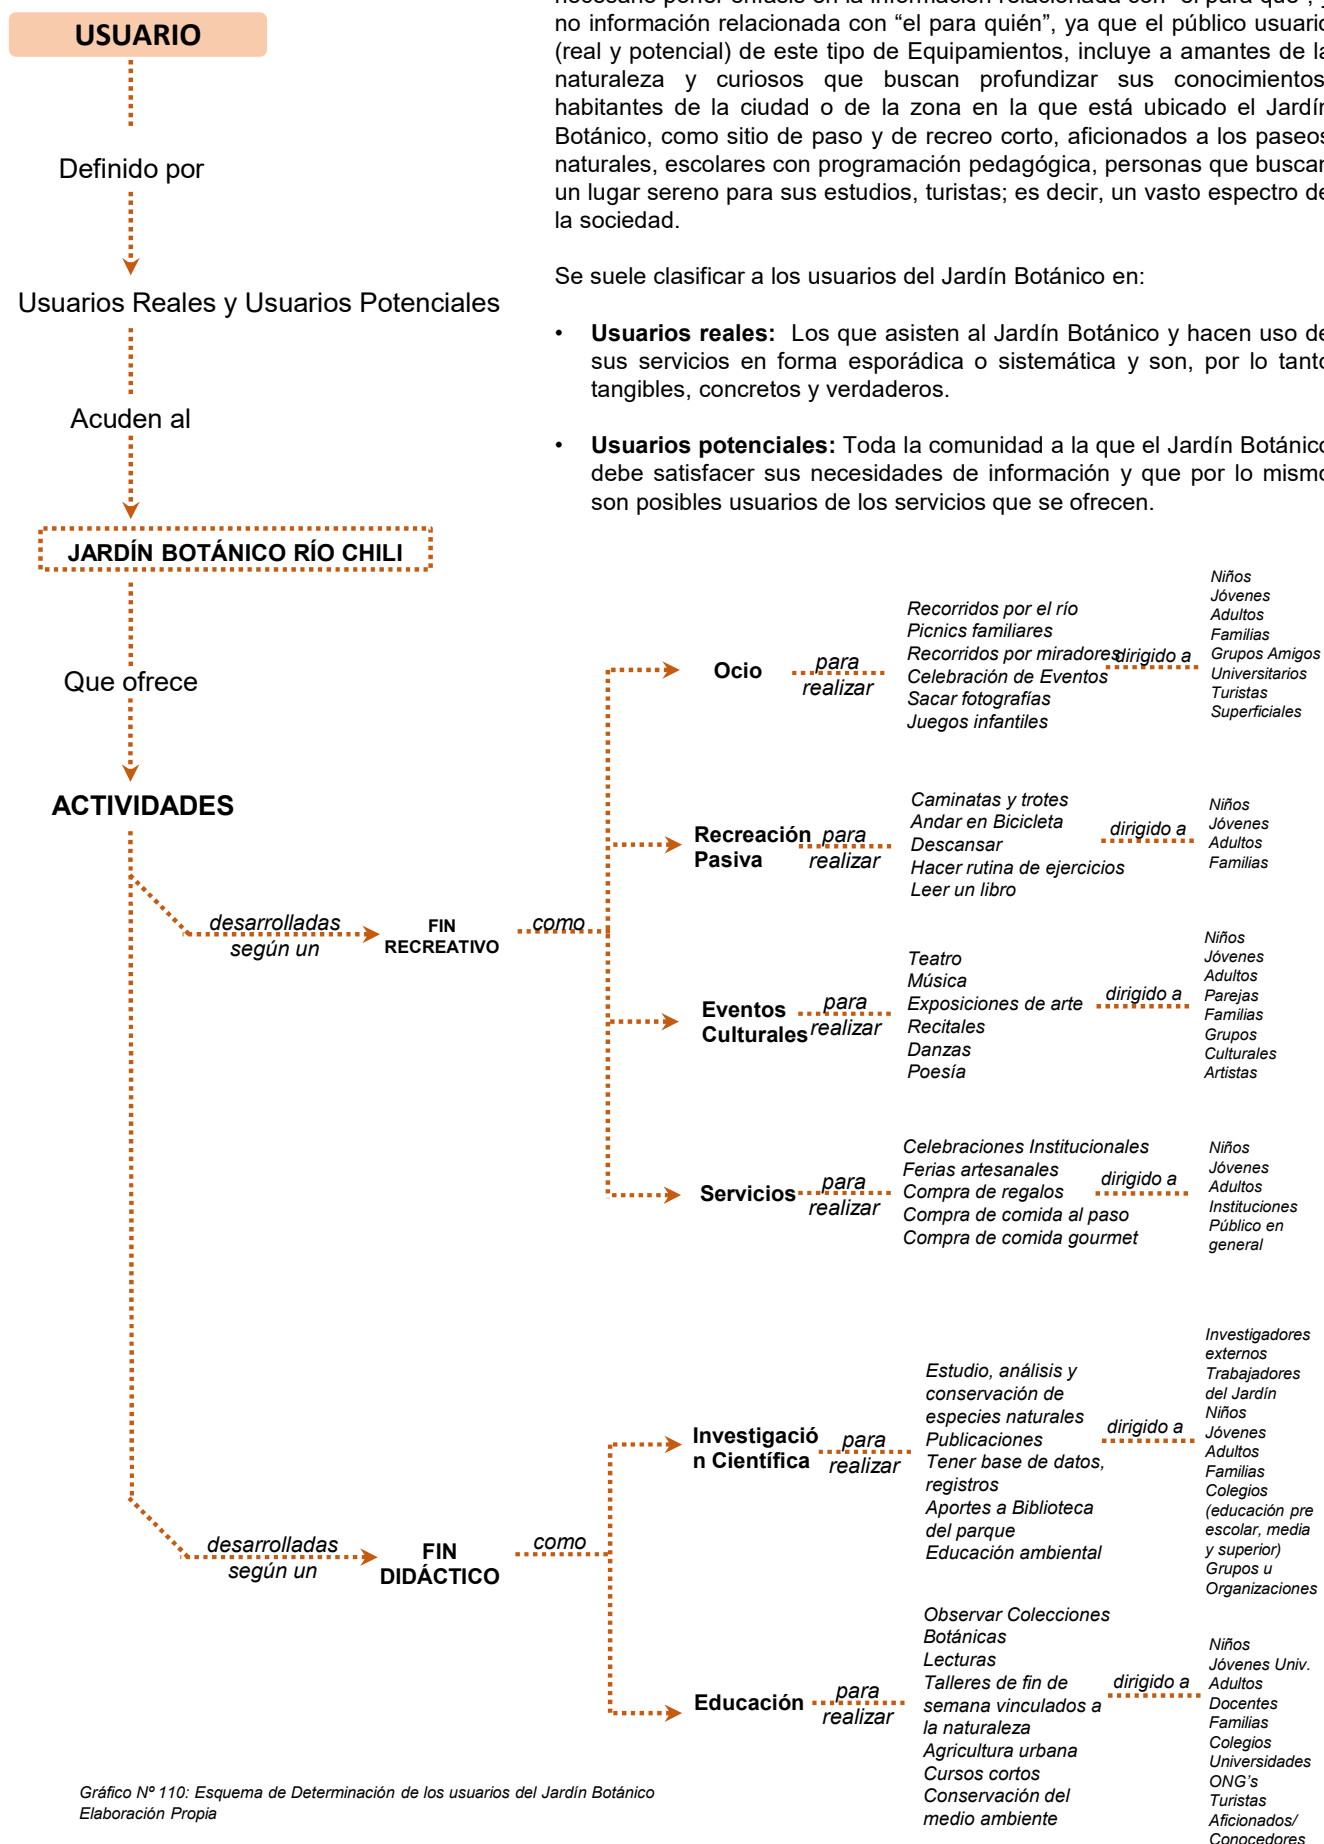 USUARIO
Definido por
Usuarios Reales y Usuarios Potenciales
Acuden al
JARDÍN BOTÁNICO RÍO CHILI
Que ofrece
ACTIVIDADES
no información relacionada con “el para quién”, ya que el público usuario
(real y potencial) de este tipo de Equipamientos, incluye a amantes de la
naturaleza y curiosos que buscan profundizar sus conocimientos
habitantes de la ciudad o de la zona en la que está ubicado el Jardín
Botánico, como sitio de paso y de recreo corto, aficionados a los paseos
naturales, escolares con programación pedagógica, personas que buscan
un lugar sereno para sus estudios, turistas; es decir, un vasto espectro de
la sociedad.
Se suele clasificar a los usuarios del Jardín Botánico en:
• Usuarios reales: Los que asisten al Jardín Botánico y hacen uso de
sus servicios en forma esporádica o sistemática y son, por lo tanto
tangibles, concretos y verdaderos.
• Usuarios potenciales: Toda la comunidad a la que el Jardín Botánico
debe satisfacer sus necesidades de información y que por lo mismo
son posibles usuarios de los servicios que se ofrecen.
desarrolladas
según un
FIN
RECREATIVO
como
Ocio
para
realizar
Recorridos por el río
Picnics familiares
Recorridos por miradores
Celebración de Eventos
Sacar fotografías
Juegos infantiles
dirigido a
Niños
Jóvenes
Adultos
Familias
Grupos Amigos
Universitarios
Turistas
Superficiales
Recreación
Pasiva
para
realizar
Caminatas y trotes
Andar en Bicicleta
Descansar
Hacer rutina de ejercicios
Leer un libro
dirigido a
Niños
Jóvenes
Adultos
Familias
Eventos
Culturales
para
realizar
Teatro
Música
Exposiciones de arte
Recitales
Danzas
Poesía
dirigido a
Niños
Jóvenes
Adultos
Parejas
Familias
Grupos
Culturales
Artistas
Servicios
para
realizar
Celebraciones Institucionales
Ferias artesanales
Compra de regalos
Compra de comida al paso
Compra de comida gourmet
dirigido a
Niños
Jóvenes
Adultos
Instituciones
Público en
general
desarrolladas
según un
FIN
DIDÁCTICO
como
Investigació
n Científica
para
realizar
Estudio, análisis y
conservación de
especies naturales
Publicaciones
Tener base de datos,
registros
Aportes a Biblioteca
del parque
Educación ambiental
dirigido a
Investigadores
externos
Trabajadores
del Jardín
Niños
Jóvenes
Adultos
Familias
Colegios
(educación pre
escolar, media
y superior)
Grupos u
Organizaciones
Educación
para
realizar
Observar Colecciones
Botánicas
Lecturas
Talleres de fin de
semana vinculados a
la naturaleza
Agricultura urbana
Cursos cortos
Conservación del
medio ambiente
dirigido a
Niños
Jóvenes Univ.
Adultos
Docentes
Familias
Colegios
Universidades
ONG’s
Turistas
Aficionados/
Conocedores
Gráfico Nº 110: Esquema de Determinación de los usuarios del Jardín Botánico
Elaboración Propia